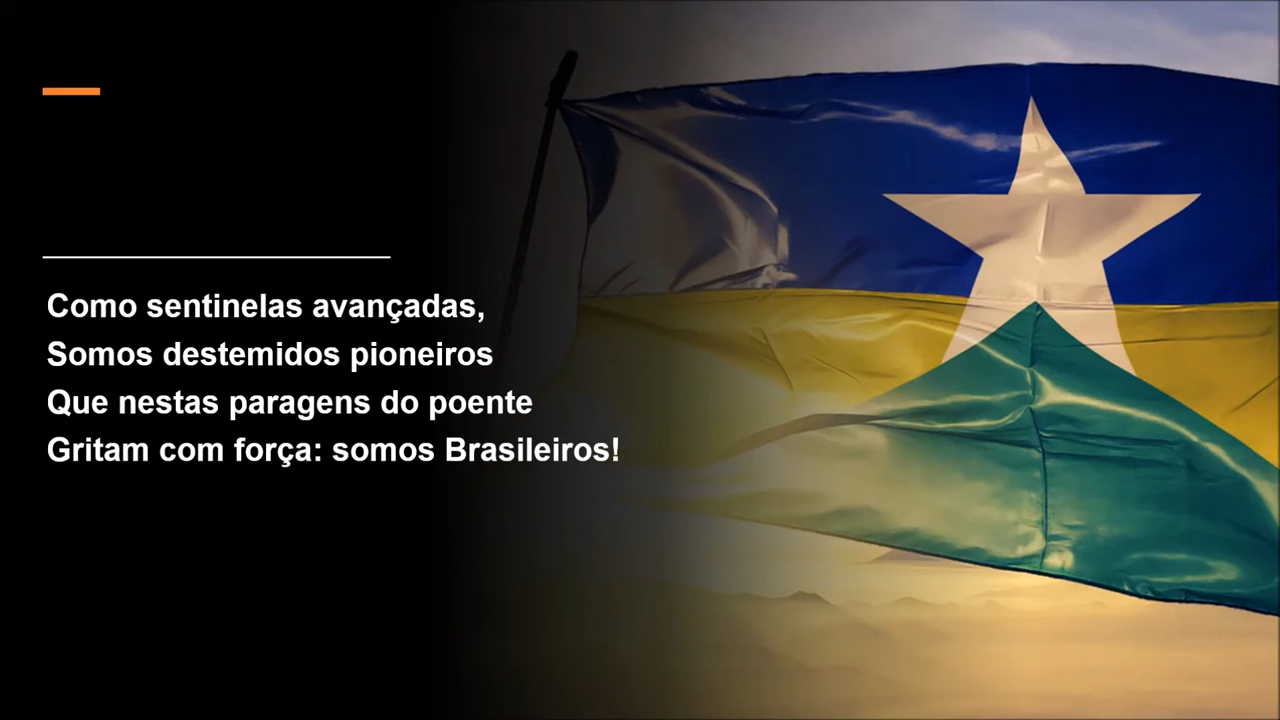 Como sentinelas avançadas,
Somos destemidos pioneiros
Que nestas paragens do poente
Gritam com força: somos Brasileiros!